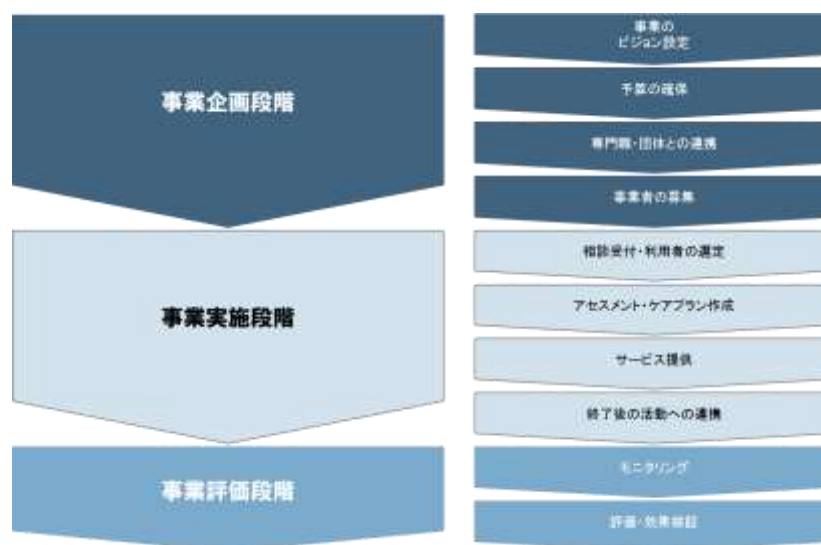 事業企画段階
事業の
ビジョン設定
予算の確保
専門職・団体との連携
事業者の募集
事業実施段階
相談受付・利用者の選定
アセスメント・ケアプラン作成
サービス提供
終了後の活動への連携
事業評価段階
モニタリング
評価・効果検証